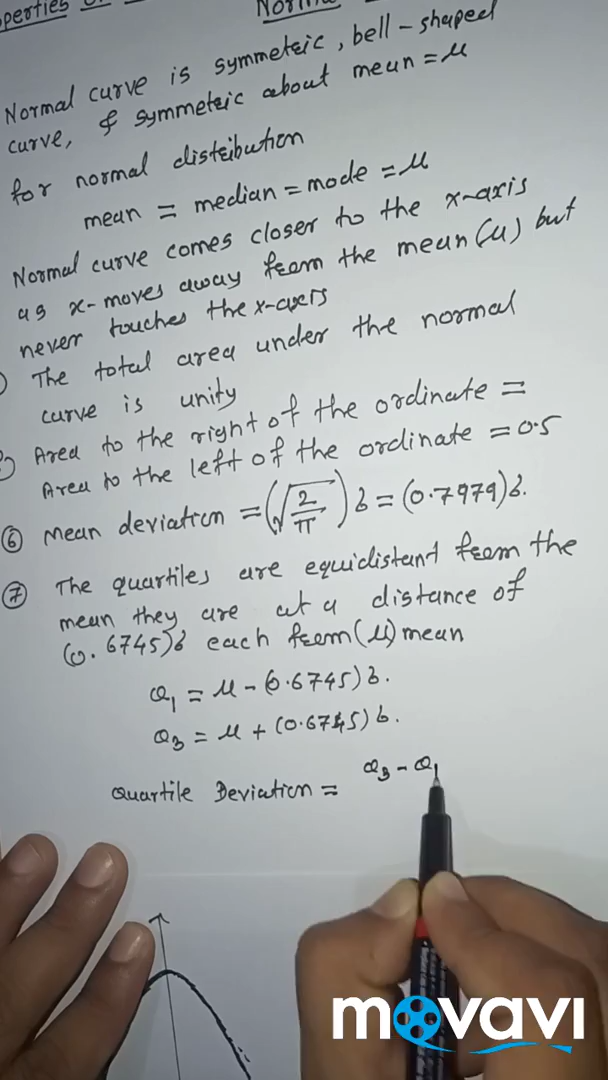 Normal curve is symmetric, bell-shaped
curve, & symmetric about mean = μ
for normal distribution
mean = median = mode = μ
Normal curve comes closer to the x-axis
as x-moves away from the mean (μ) but
never touches the x-axis
The total area under the normal
curve is unity
Area to the right of the ordinate =
Area to the left of the ordinate = 0.5
⑥ Mean deviation = (√2/π) б = (0.7979) б.
⑦ The quartiles are equidistant from the
mean they are at a distance of
(0.6745) б each from (μ) mean
Q₁ = μ - (0.6745) б.
Q₃ = μ + (0.6745) б.
Quartile Deviation = Q₃ - Q₁
movavi